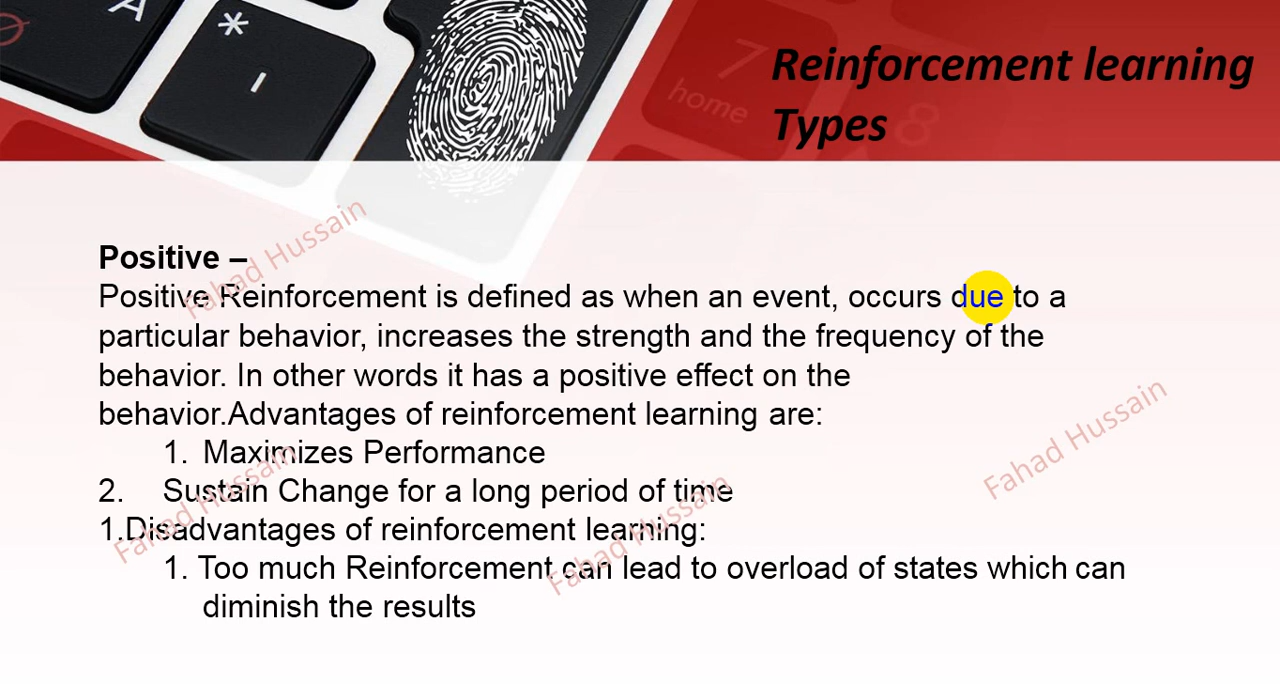 A
*
7
home
8
Reinforcement learning
Types
Positive –
Positive Reinforcement is defined as when an event, occurs due to a
particular behavior, increases the strength and the frequency of the
behavior. In other words it has a positive effect on the
behavior.Advantages of reinforcement learning are:
1. Maximizes Performance
2. Sustain Change for a long period of time
1.Disadvantages of reinforcement learning:
1. Too much Reinforcement can lead to overload of states which can
diminish the results
Fahad Hussain
Fahad Hussain
Fahad Hussain
Fahad Hussain